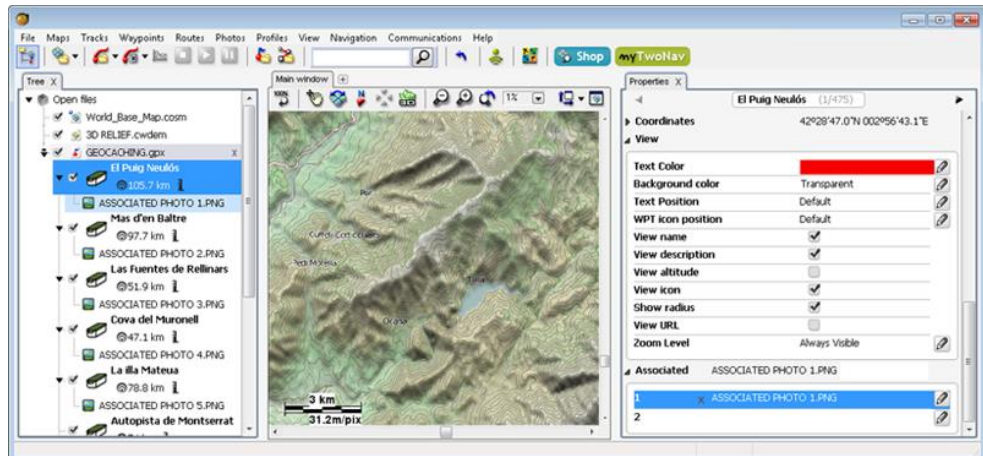 File Maps Tracks Waypoints Routes Photos Profiles View Navigation Communications Help
Shop
myTwoNav
Tree X
Open files
World_Base_Map.cosm
3D RELIEF.cwdem
GEOCACHING.gpx X
El Puig Neulós
105.7 km
ASSOCIATED PHOTO 1.PNG
Mas d'en Baltre
97.7 km
ASSOCIATED PHOTO 2.PNG
Las Fuentes de Rellinars
51.9 km
ASSOCIATED PHOTO 3.PNG
Cova del Muronell
47.1 km
ASSOCIATED PHOTO 4.PNG
La illa Mateua
78.8 km
ASSOCIATED PHOTO 5.PNG
Autopista de Montserrat
Main window
100%
1%
3 km
31.2m/pix
Properties X
El Puig Neulós (1/475)
Coordinates 42º28'47.0"N 002º56'43.1"E
View
Text Color
Background color Transparent
Text Position Default
WPT icon position Default
View name
View description
View altitude
View icon
Show radius
View URL
Zoom Level Always Visible
Associated ASSOCIATED PHOTO 1.PNG
1 x ASSOCIATED PHOTO 1.PNG
2